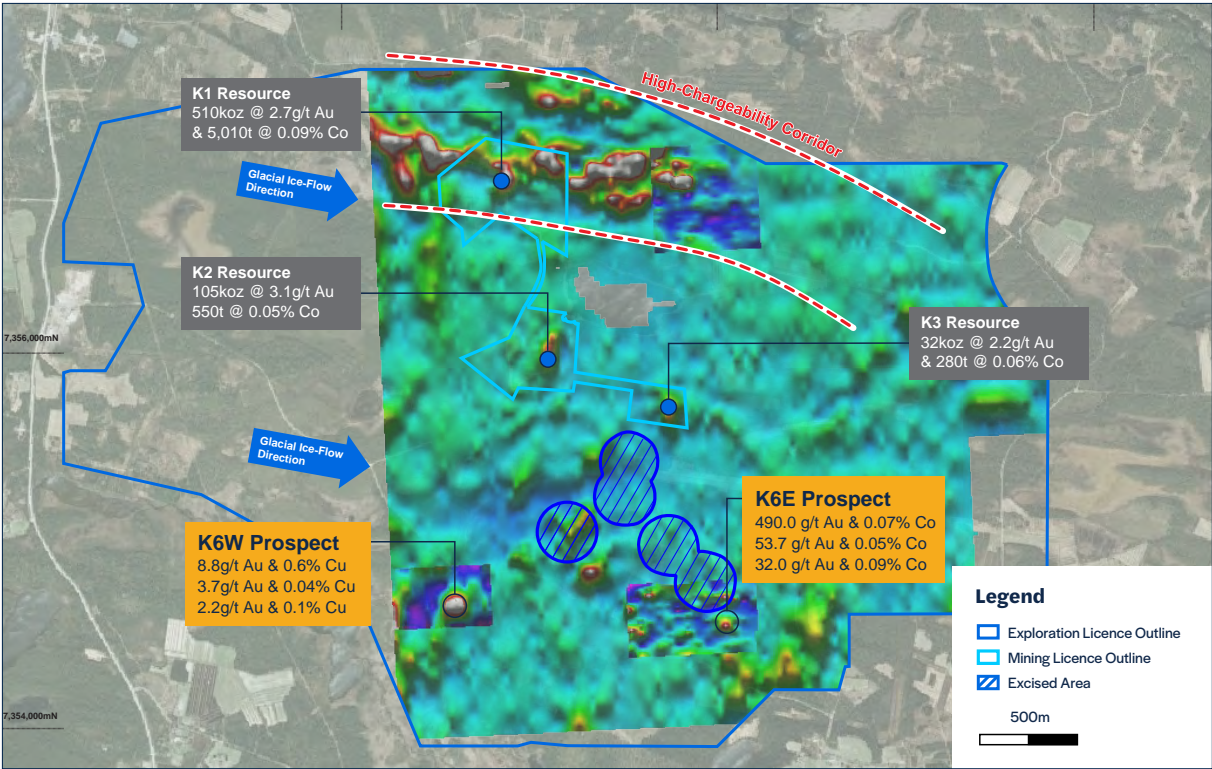 High-Chargeability Corridor
K1 Resource
510koz @ 2.7g/t Au
& 5,010t @ 0.09% Co
Glacial Ice-Flow
Direction
K2 Resource
105koz @ 3.1g/t Au
550t @ 0.05% Co
7,356,000mN
K3 Resource
32koz @ 2.2g/t Au
& 280t @ 0.06% Co
Glacial Ice-Flow
Direction
K6E Prospect
490.0 g/t Au & 0.07% Co
53.7 g/t Au & 0.05% Co
32.0 g/t Au & 0.09% Co
K6W Prospect
8.8g/t Au & 0.6% Cu
3.7g/t Au & 0.04% Cu
2.2g/t Au & 0.1% Cu
7,354,000mN
Legend
Exploration Licence Outline
Mining Licence Outline
Excised Area
500m